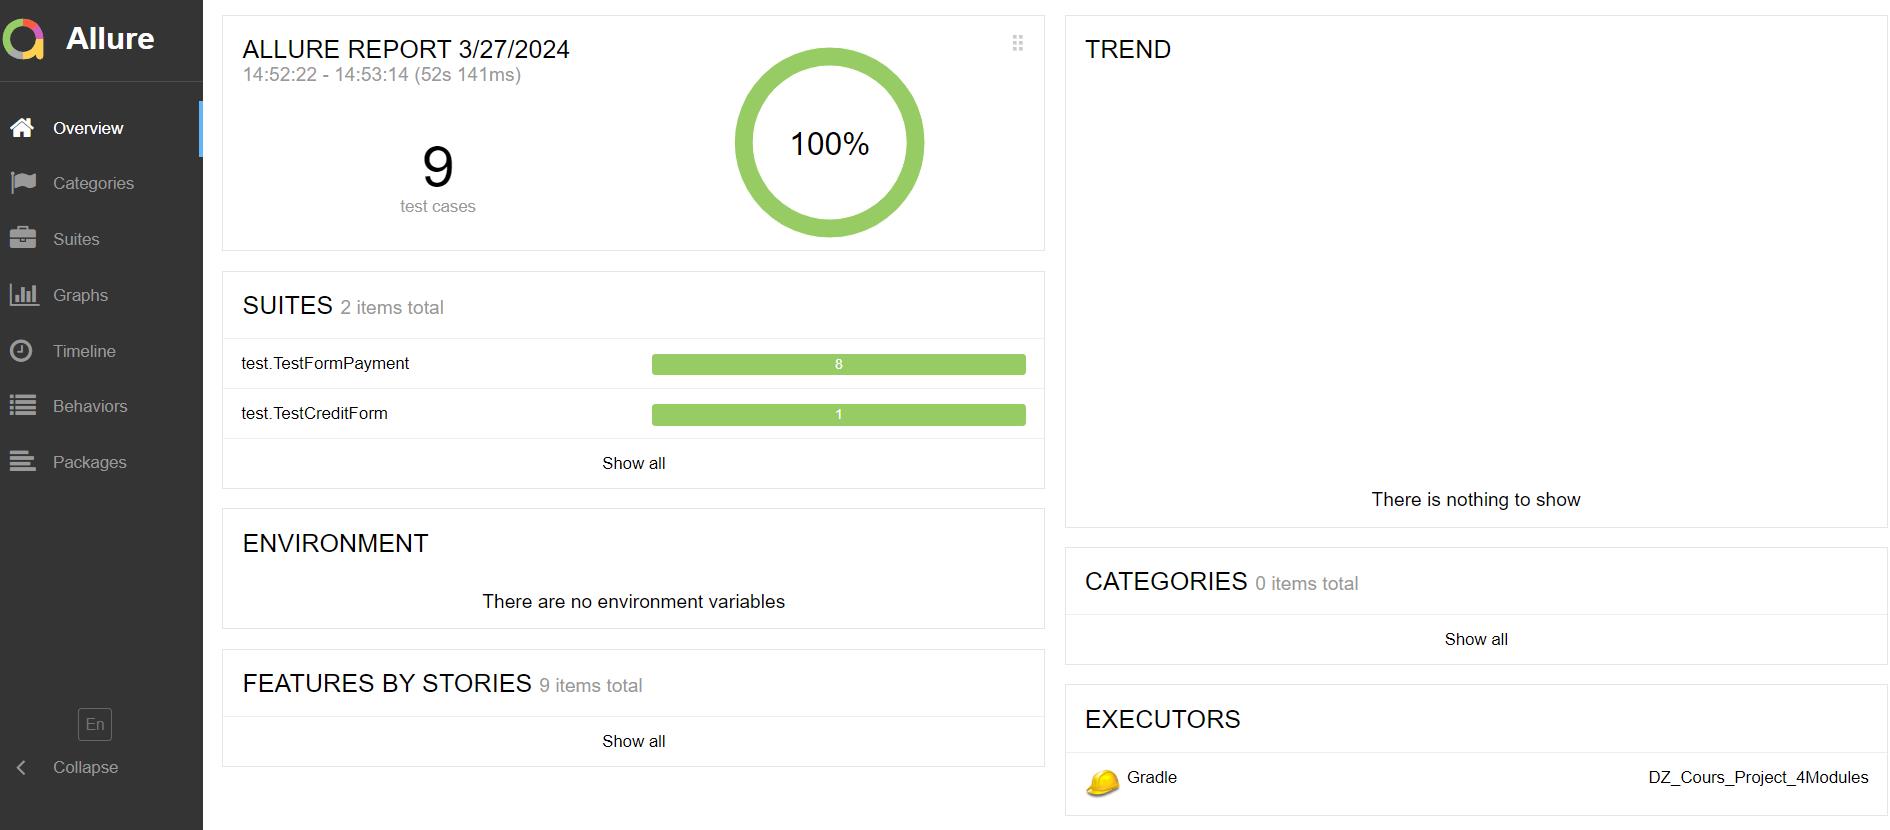 Allure
Overview
Categories
Suites
Graphs
Timeline
Behaviors
Packages
En
Collapse
ALLURE REPORT 3/27/2024
14:52:22 - 14:53:14 (52s 141ms)
9
test cases
100%
SUITES 2 items total
test.TestFormPayment 8
test.TestCreditForm 1
Show all
ENVIRONMENT
There are no environment variables
FEATURES BY STORIES 9 items total
Show all
TREND
There is nothing to show
CATEGORIES 0 items total
Show all
EXECUTORS
Gradle DZ_Cours_Project_4Modules